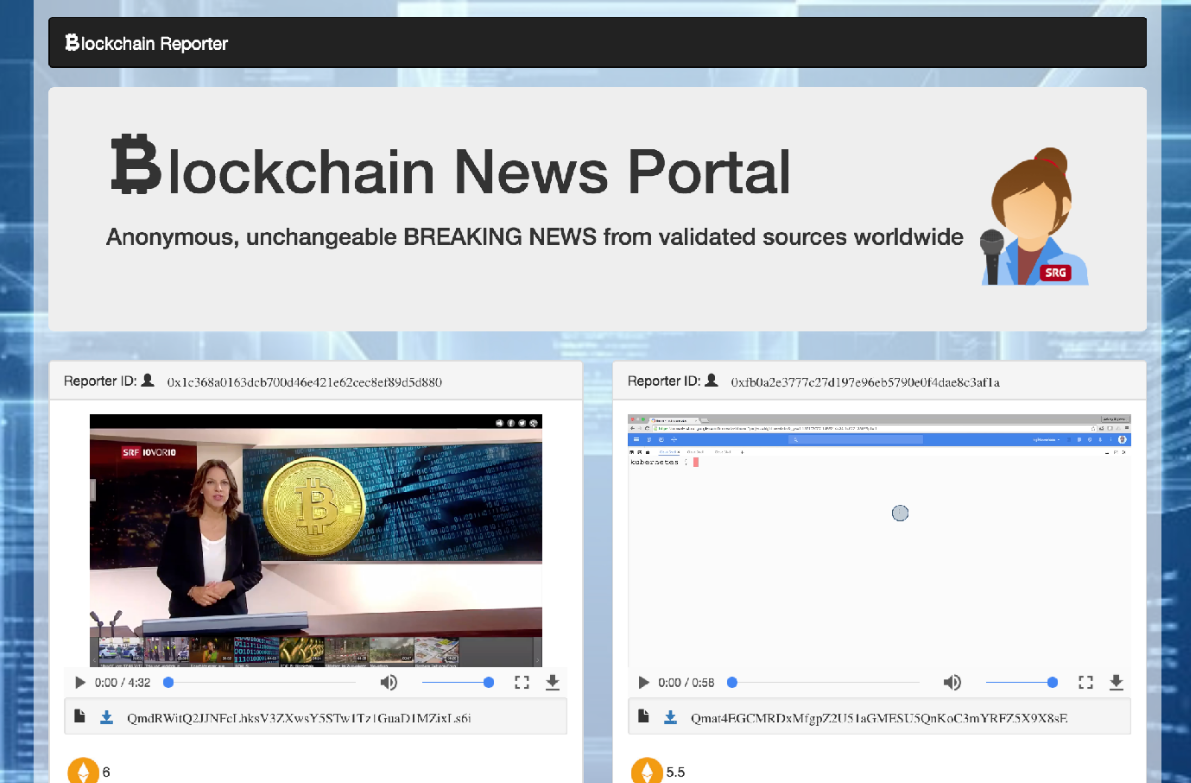 Blockchain Reporter
Blockchain News Portal
Anonymous, unchangeable BREAKING NEWS from validated sources worldwide
SRG
Reporter ID: 0x1c368a0163dcb700d46e421e62cec8ef89d5d880
SRF 10VOR10
0:00 / 4:32
QmdRWitQ2JJNFcLhksV3ZXwsY5STw1Tz1GuaD1MZixLs6i
6
Reporter ID: 0xfb0a2e3777c27d197e96eb5790e0f4dae8c3af1a
kubernetes :
0:00 / 0:58
Qmat4EGCMRDxMfgpZ2U51aGMESU5QnKoC3mYRFZ5X9X8sE
5.5